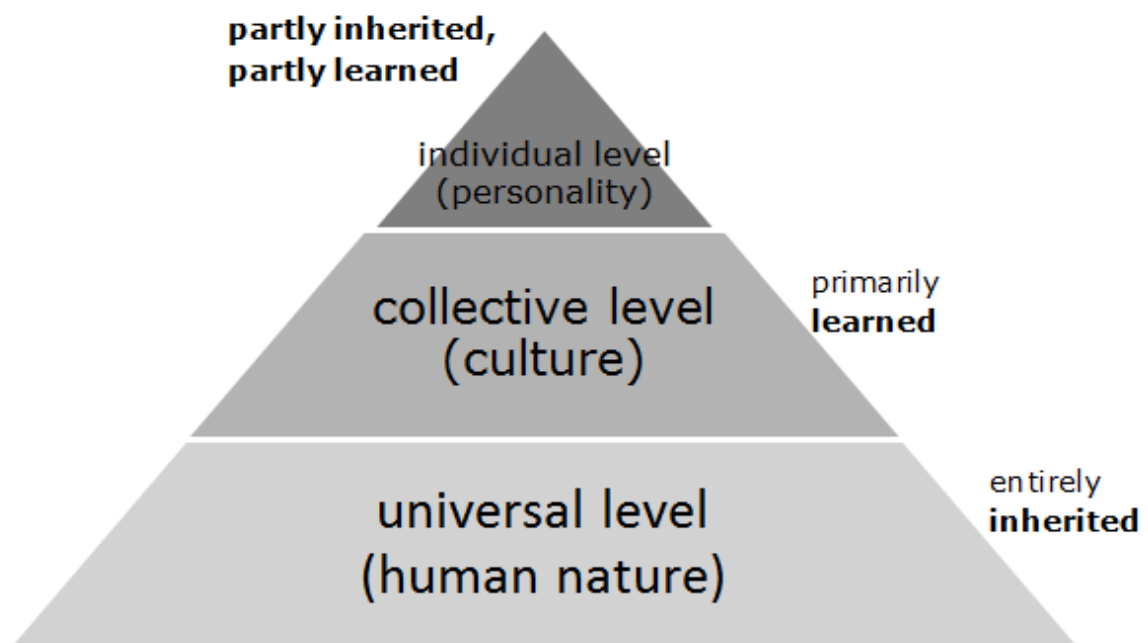 partly inherited,
partly learned
individual level
(personality)
collective level
(culture)
primarily
learned
universal level
(human nature)
entirely
inherited